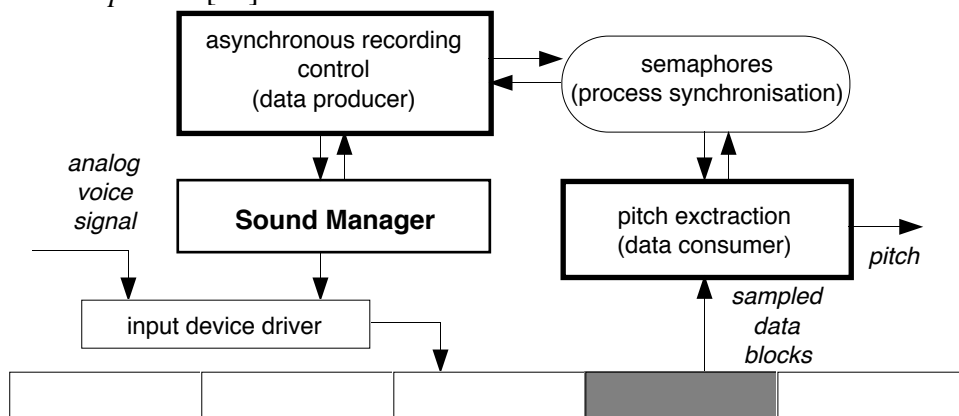 asynchronous recording
control
(data producer)
semaphores
(process synchronisation)
analog
voice
signal
Sound Manager
pitch exctraction
(data consumer)
pitch
input device driver
sampled
data
blocks